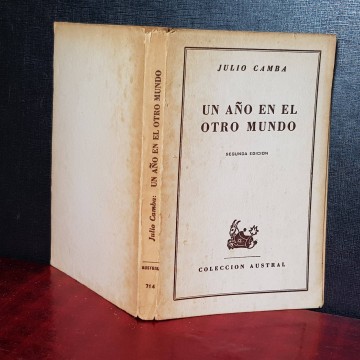 JULIO CAMBA
UN AÑO EN EL
OTRO MUNDO
SEGUNDA EDICION
COLECCION AUSTRAL
Julio Camba: UN AÑO EN EL OTRO MUNDO
AUSTRAL
714